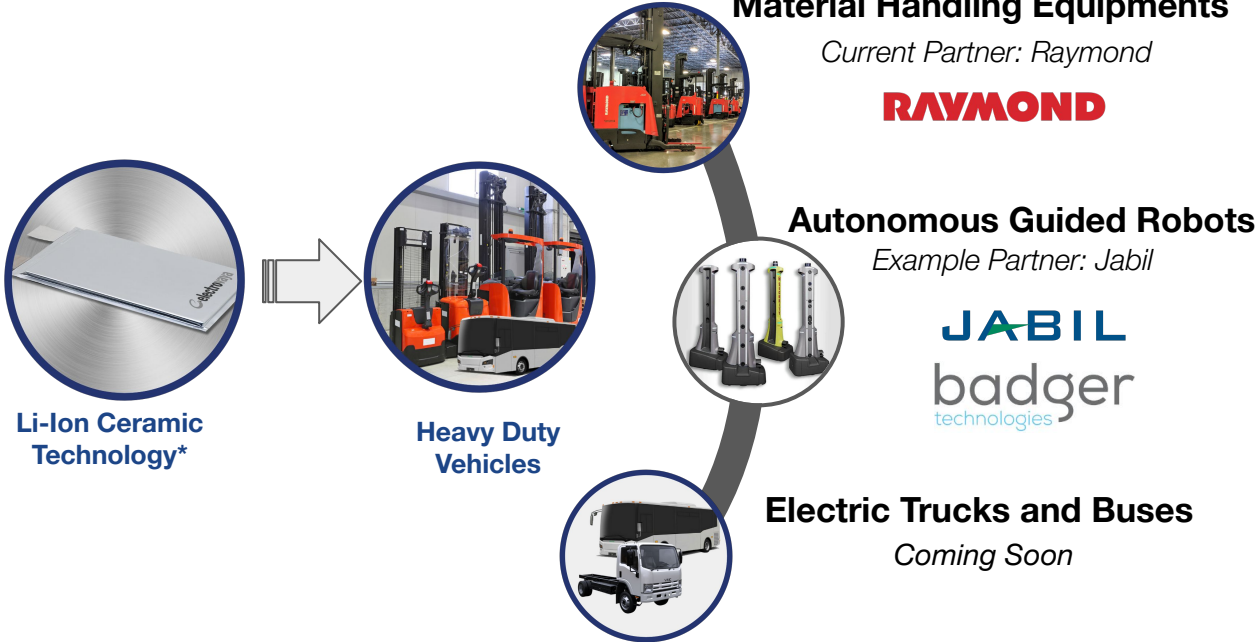 Material Handling Equipments
Current Partner: Raymond
RAYMOND
Autonomous Guided Robots
Example Partner: Jabil
JABIL
badger
technologies
electrovaya
Li-Ion Ceramic
Technology*
Heavy Duty
Vehicles
Electric Trucks and Buses
Coming Soon